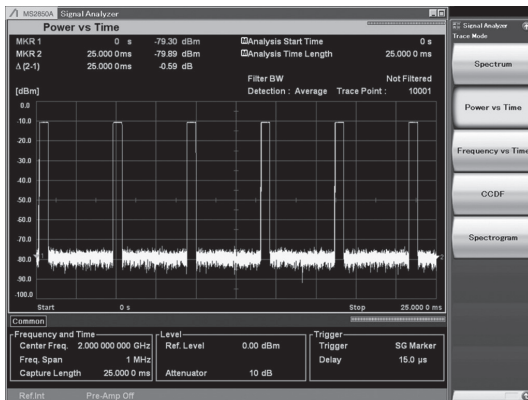 MS2850A Signal Analyzer
Power vs Time
MKR 1 0 s -79.30 dBm Analysis Start Time 0 s
MKR 2 25.000 0ms -79.89 dBm Analysis Time Length 25.000 0 ms
Δ (2-1) 25.000 0ms -0.59 dB
Filter BW Not Filtered
[dBm] Detection : Average Trace Point : 10001
0.0
-10.0
-20.0
-30.0
-40.0
-50.0
-60.0
-70.0
-80.0
-90.0
-100.0
Start 0 s Stop 25.000 0 ms
Common
Frequency and Time
Center Freq. 2.000 000 000 GHz
Freq. Span 1 MHz
Capture Length 25.000 0 ms
Level
Ref. Level 0.00 dBm
Attenuator 10 dB
Trigger
Trigger SG Marker
Delay 15.0 µs
Ref.Int Pre-Amp Off
Signal Analyzer
Trace Mode
Spectrum
Power vs Time
Frequency vs Time
CCDF
Spectrogram